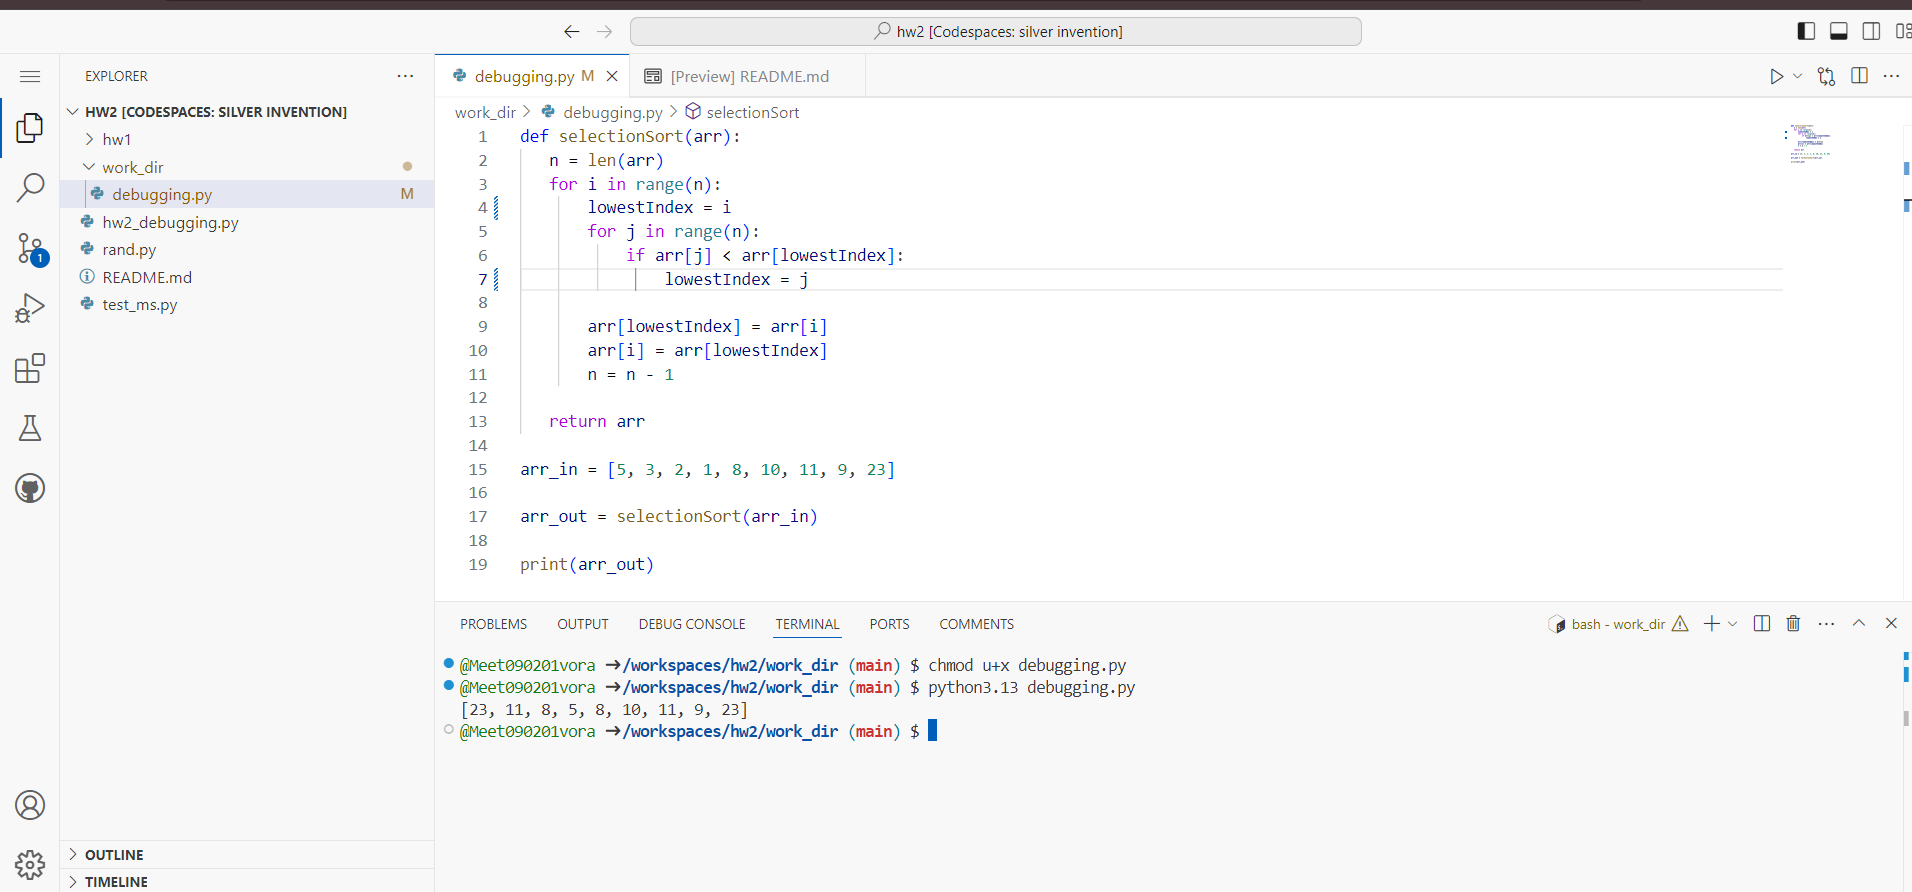 hw2 [Codespaces: silver invention]
EXPLORER
HW2 [CODESPACES: SILVER INVENTION]
hw1
work_dir
debugging.py M
hw2_debugging.py
rand.py
README.md
test_ms.py
1
OUTLINE
TIMELINE
debugging.py M
[Preview] README.md
work_dir > debugging.py > selectionSort
1 def selectionSort(arr):
2 n = len(arr)
3 for i in range(n):
4 lowestIndex = i
5 for j in range(n):
6 if arr[j] < arr[lowestIndex]:
7 lowestIndex = j
8
9 arr[lowestIndex] = arr[i]
10 arr[i] = arr[lowestIndex]
11 n = n - 1
12
13 return arr
14
15 arr_in = [5, 3, 2, 1, 8, 10, 11, 9, 23]
16
17 arr_out = selectionSort(arr_in)
18
19 print(arr_out)
PROBLEMS OUTPUT DEBUG CONSOLE TERMINAL PORTS COMMENTS
bash - work_dir
@Meet090201vora →/workspaces/hw2/work_dir (main) $ chmod u+x debugging.py
@Meet090201vora →/workspaces/hw2/work_dir (main) $ python3.13 debugging.py
[23, 11, 8, 5, 8, 10, 11, 9, 23]
@Meet090201vora →/workspaces/hw2/work_dir (main) $